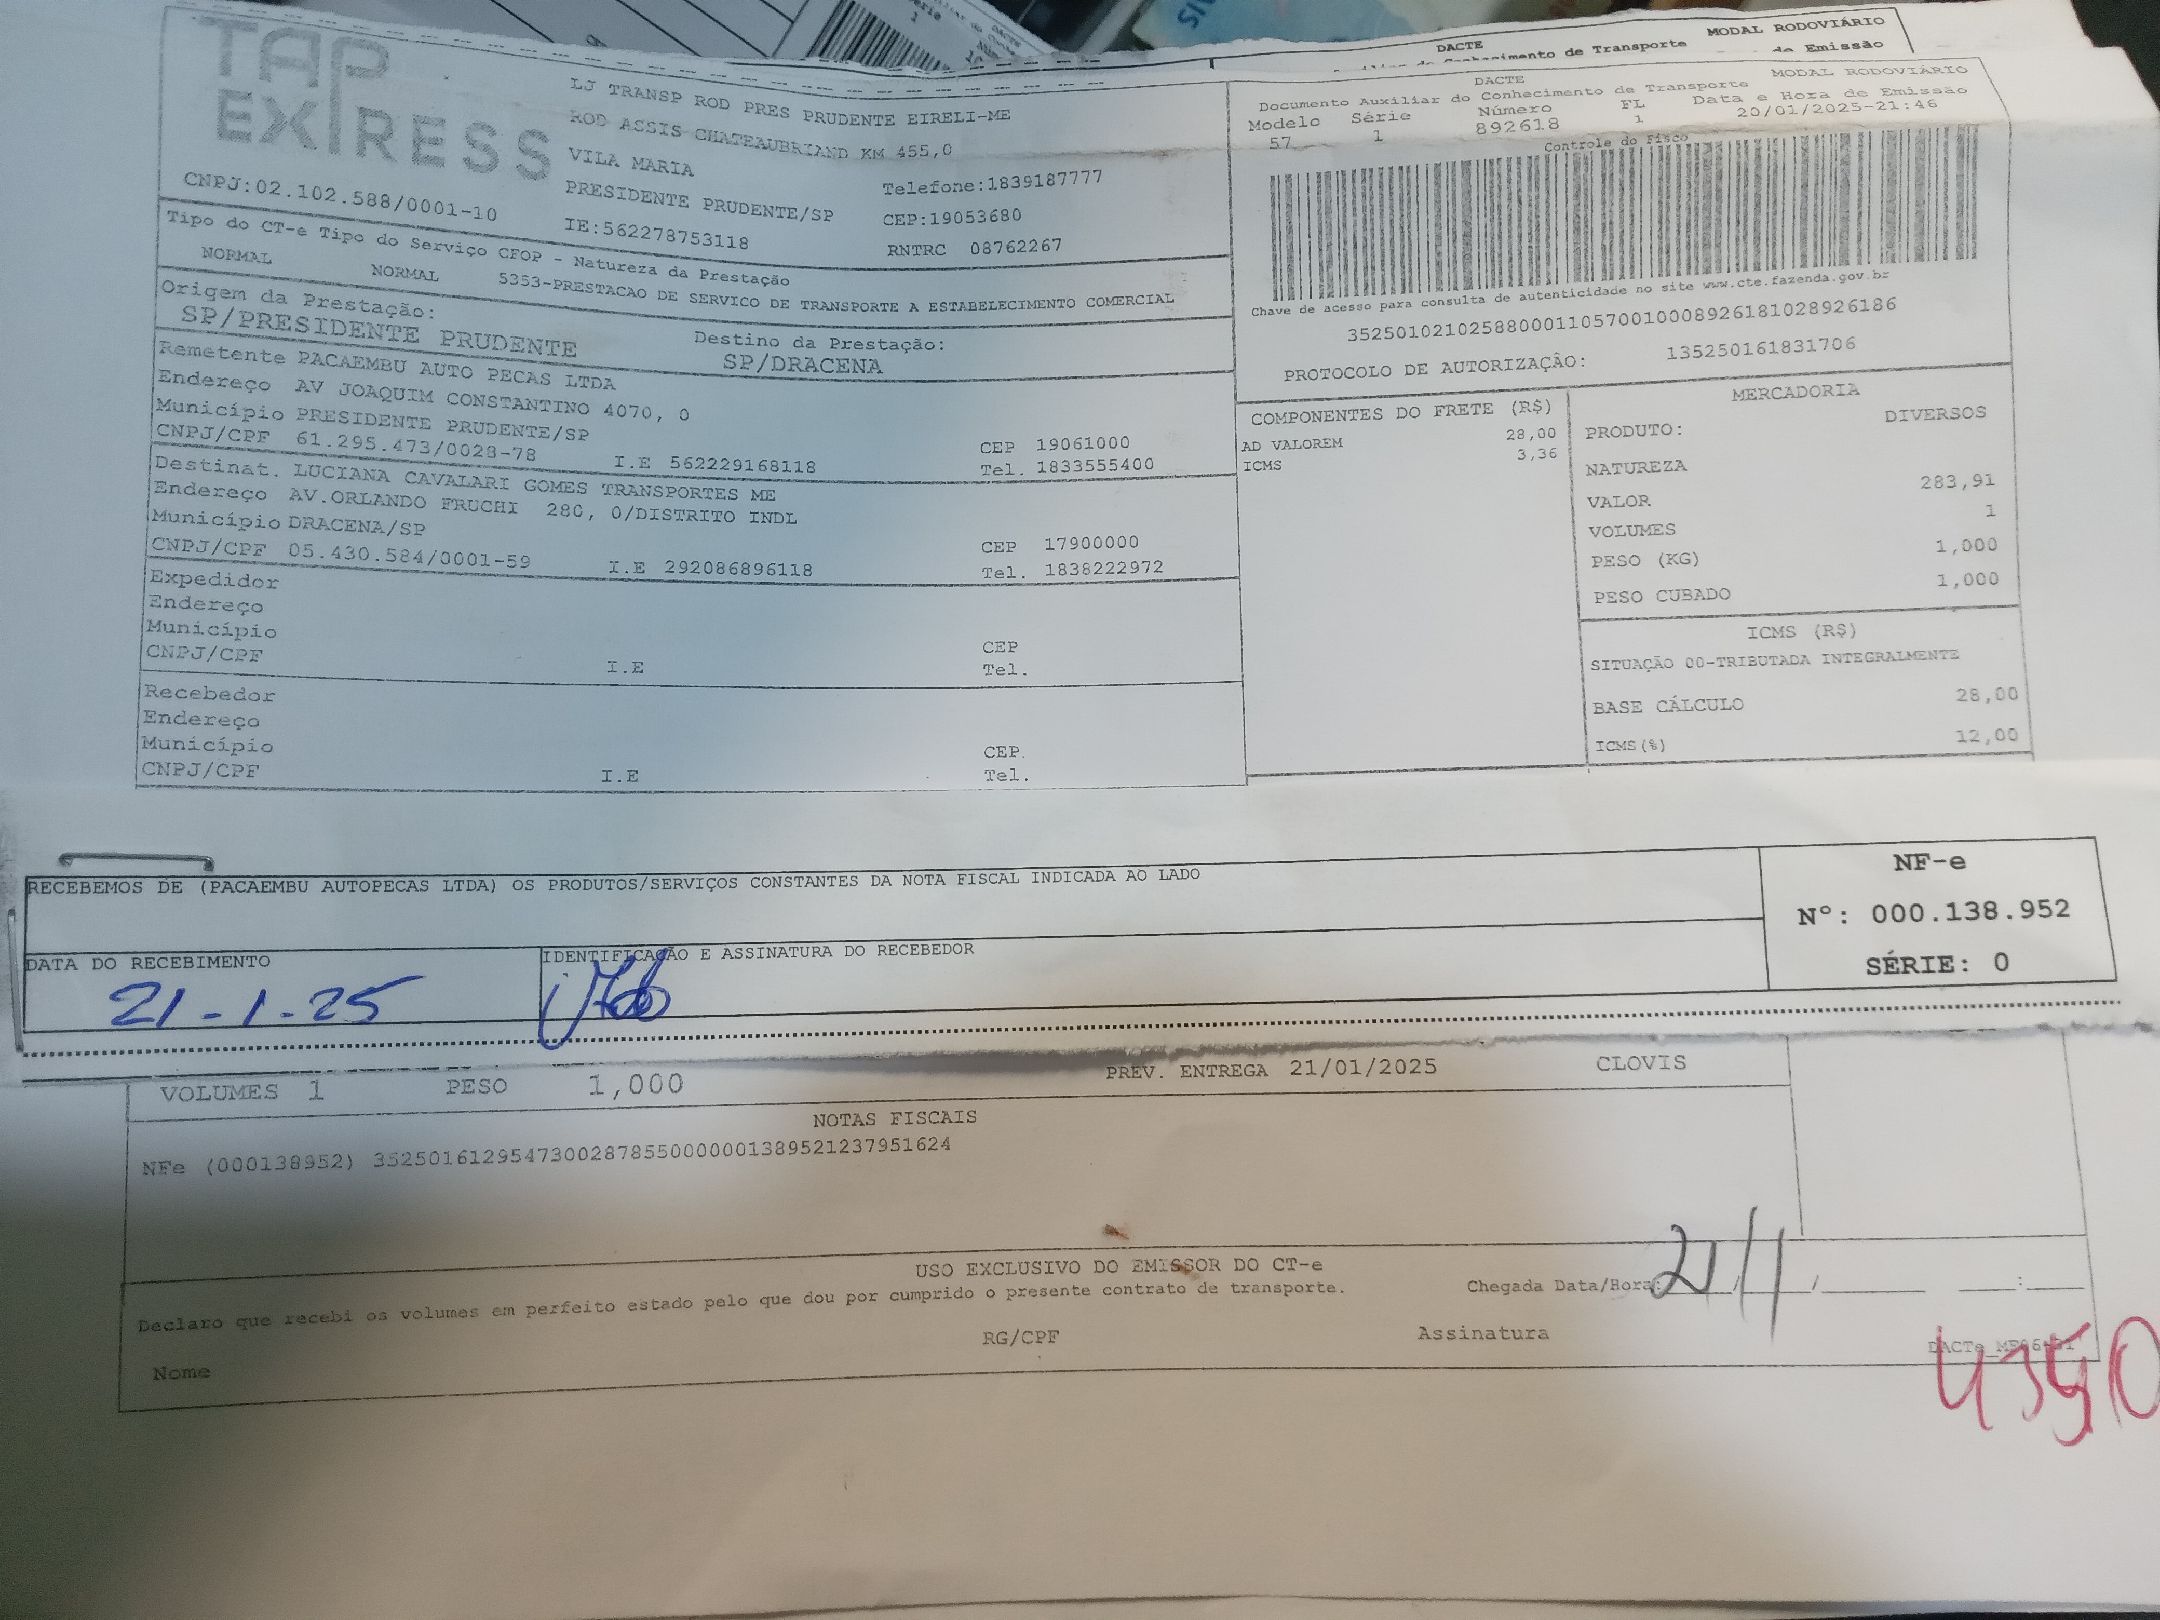 DACTE
MODAL RODOVIÁRIO
TAP EXPRESS
CNPJ:02.102.588/0001-10
LJ TRANSP ROD PRES PRUDENTE EIRELI-ME
ROD ASSIS CHATEAUBRIAND KM 455,0
VILA MARIA
PRESIDENTE PRUDENTE/SP
IE:562278753118
Telefone:1839187777
CEP:19053680
RNTRC 08762267
DACTE
MODAL RODOVIÁRIO
Documento Auxiliar do Conhecimento de Transporte
Modelo Série Número FL Data e Hora de Emissão
57 1 892618 1 20/01/2025-21:46
Controle do Fisco
Chave de acesso para consulta de autenticidade no site www.cte.fazenda.gov.br
35250102102588000110570010008926181028926186
PROTOCOLO DE AUTORIZAÇÃO: 135250161831706
Tipo do CT-e Tipo do Serviço CFOP - Natureza da Prestação
NORMAL NORMAL 5353-PRESTACAO DE SERVICO DE TRANSPORTE A ESTABELECIMENTO COMERCIAL
Origem da Prestação: Destino da Prestação:
SP/PRESIDENTE PRUDENTE SP/DRACENA
Remetente PACAEMBU AUTO PECAS LTDA
Endereço AV JOAQUIM CONSTANTINO 4070, 0
Município PRESIDENTE PRUDENTE/SP CEP 19061000
CNPJ/CPF 61.295.473/0028-78 I.E 562229168118 Tel. 1833555400
Destinat. LUCIANA CAVALARI GOMES TRANSPORTES ME
Endereço AV.ORLANDO FRUCHI 280, 0/DISTRITO INDL
Município DRACENA/SP CEP 17900000
CNPJ/CPF 05.430.584/0001-59 I.E 292086896118 Tel. 1838222972
Expedidor
Endereço
Município CEP
CNPJ/CPF I.E Tel.
Recebedor
Endereço
Município CEP.
CNPJ/CPF I.E Tel.
COMPONENTES DO FRETE (R$)
AD VALOREM 28,00
ICMS 3,36
MERCADORIA
PRODUTO: DIVERSOS
NATUREZA
VALOR 283,91
VOLUMES 1
PESO (KG) 1,000
PESO CUBADO 1,000
ICMS (R$)
SITUAÇÃO 00-TRIBUTADA INTEGRALMENTE
BASE CÁLCULO 28,00
ICMS(%) 12,00
RECEBEMOS DE (PACAEMBU AUTOPECAS LTDA) OS PRODUTOS/SERVIÇOS CONSTANTES DA NOTA FISCAL INDICADA AO LADO
DATA DO RECEBIMENTO
21-1-25
IDENTIFICAÇÃO E ASSINATURA DO RECEBEDOR
NF-e
Nº: 000.138.952
SÉRIE: 0
VOLUMES 1 PESO 1,000 PREV. ENTREGA 21/01/2025 CLOVIS
NOTAS FISCAIS
NFe (000138952) 35250161295473002878550000001389521237951624
USO EXCLUSIVO DO EMISSOR DO CT-e
Declaro que recebi os volumes em perfeito estado pelo que dou por cumprido o presente contrato de transporte.
Chegada Data/Hora: 21/1
Nome RG/CPF Assinatura